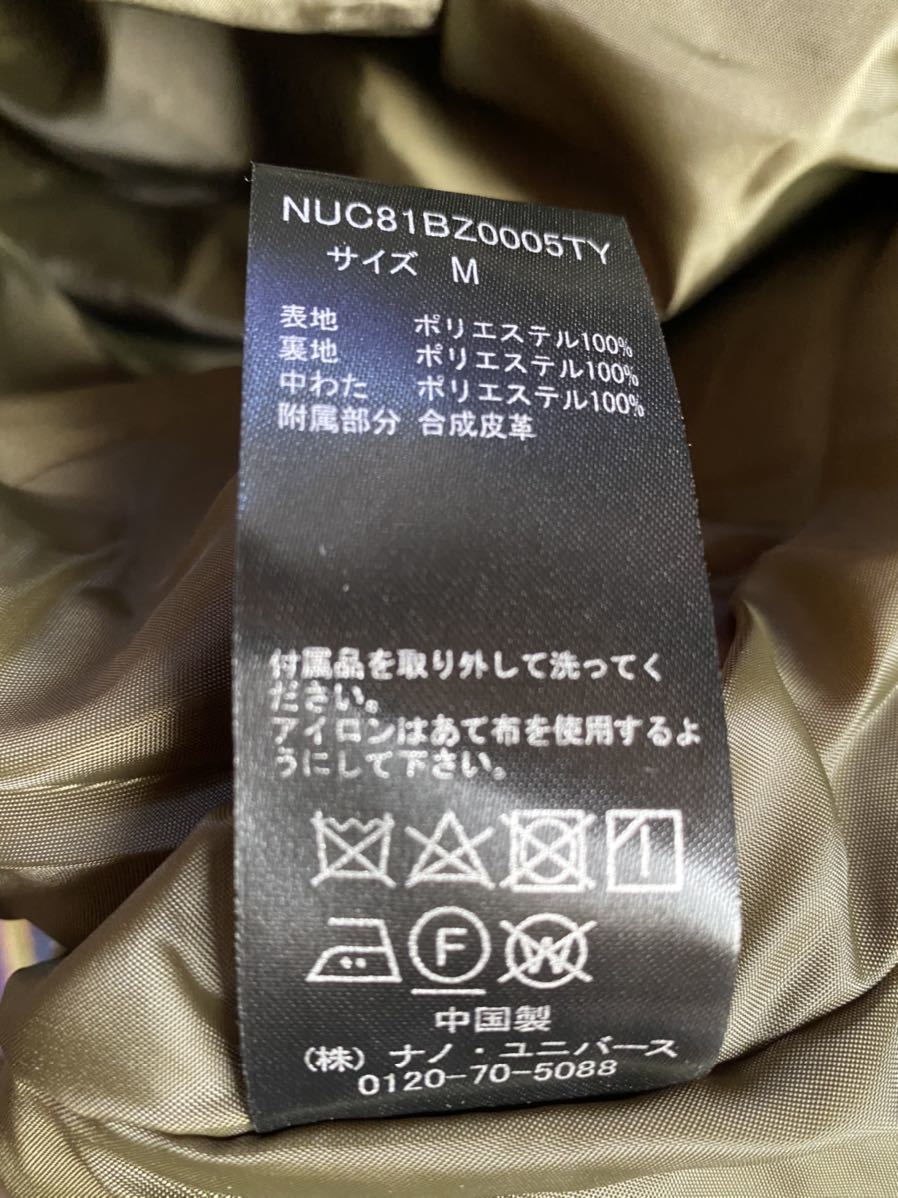 NUC81BZ0005TY
サイズ M
表地 ポリエステル100%
裏地 ポリエステル100%
中わた ポリエステル100%
附属部分 合成皮革
付属品を取り外して洗ってく
ださい。
アイロンはあて布を使用するよ
うにして下さい。
F W
中国製
(株) ナノ・ユニバース
0120-70-5088